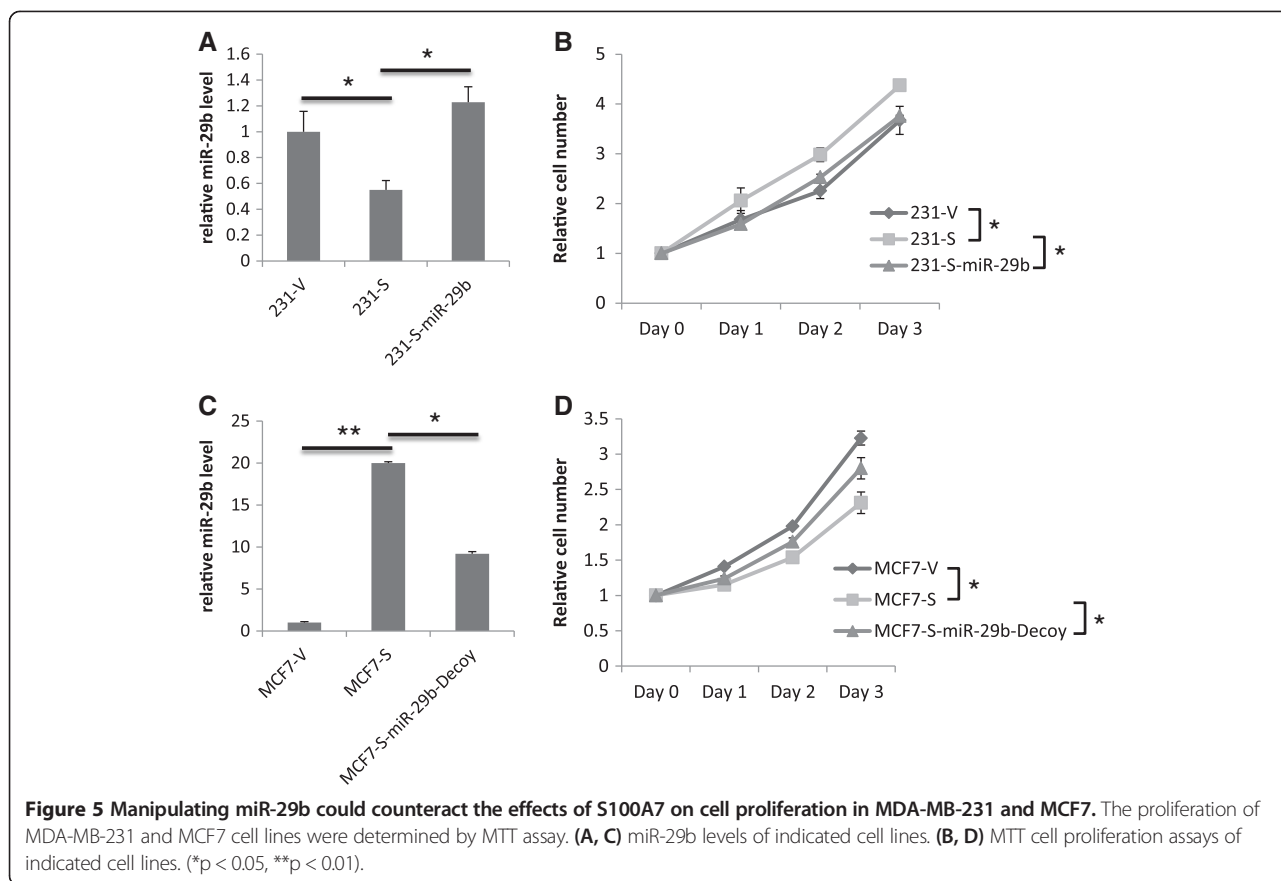 A
relative miR-29b level
1.6
1.4
1.2
1
0.8
0.6
0.4
0.2
0
*
*
231-V
231-S
231-S-miR-29b
B
Relative cell number
5
4
3
2
1
0
Day 0 Day 1 Day 2 Day 3
231-V
231-S
231-S-miR-29b
*
*
C
relative miR-29b level
25
20
15
10
5
0
**
*
MCF7-V
MCF7-S
MCF7-S-miR-29b-Decoy
D
Relative cell number
3.5
3
2.5
2
1.5
1
0.5
0
Day 0 Day 1 Day 2 Day 3
MCF7-V
MCF7-S
MCF7-S-miR-29b-Decoy
*
*
Figure 5 Manipulating miR-29b could counteract the effects of S100A7 on cell proliferation in MDA-MB-231 and MCF7. The proliferation of
MDA-MB-231 and MCF7 cell lines were determined by MTT assay. (A, C) miR-29b levels of indicated cell lines. (B, D) MTT cell proliferation assays of
indicated cell lines. (*p < 0.05, **p < 0.01).